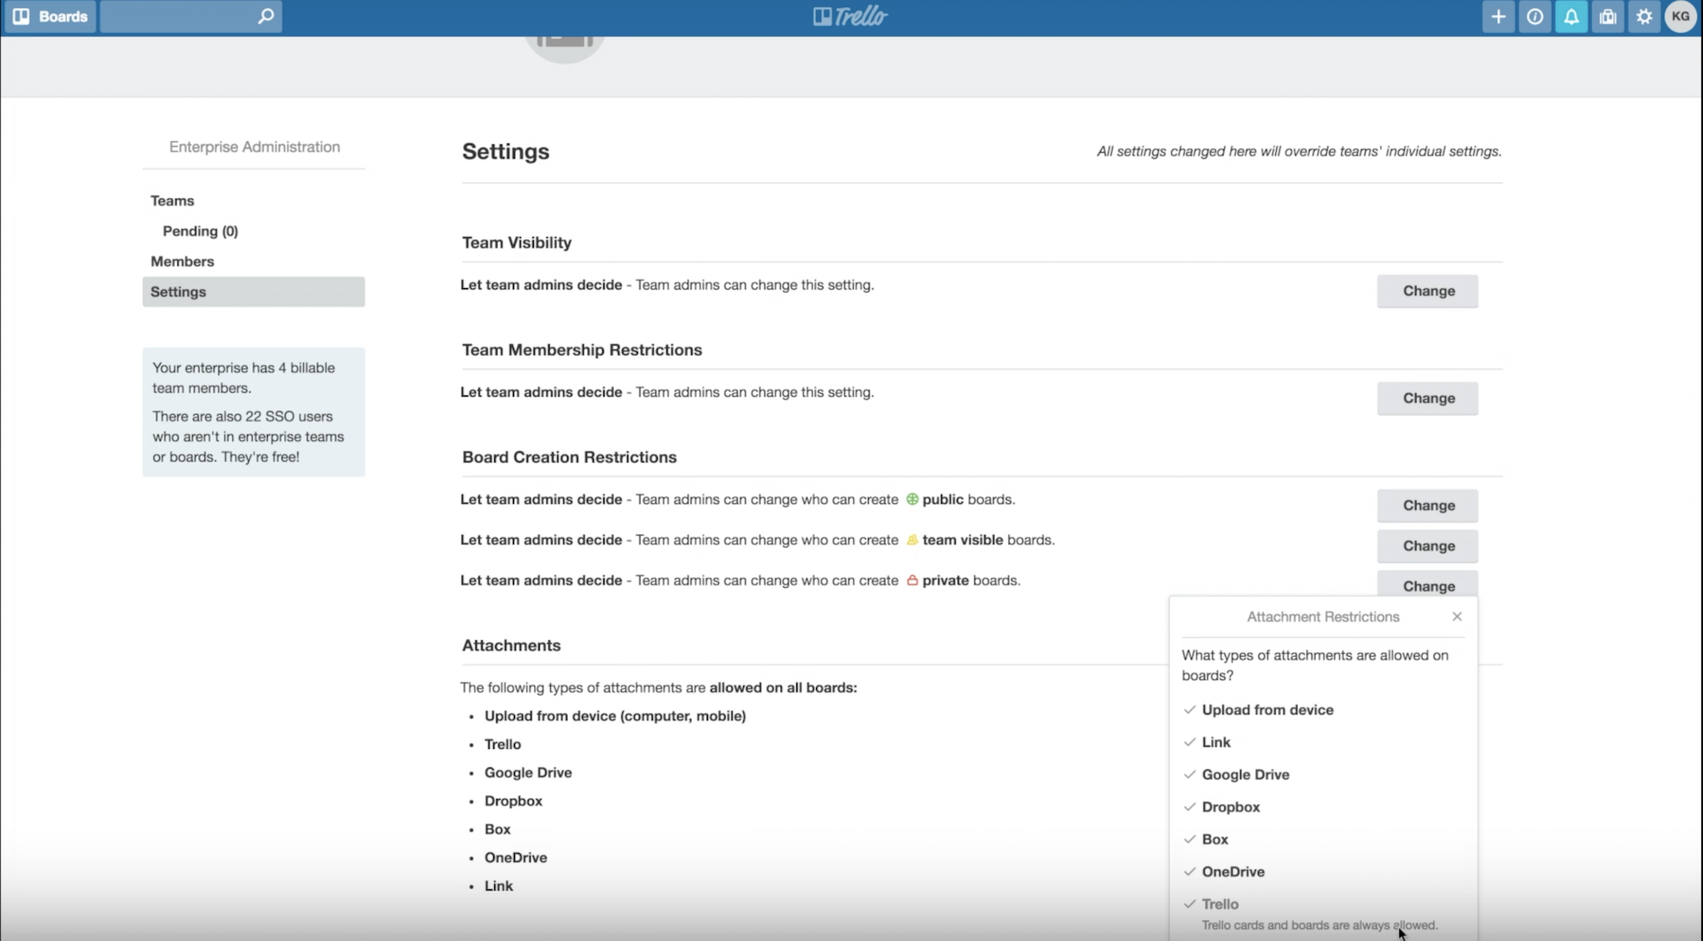 Boards
Trello
KG
Enterprise Administration
Teams
Pending (0)
Members
Settings
Your enterprise has 4 billable
team members.
There are also 22 SSO users
who aren't in enterprise teams
or boards. They're free!
Settings
All settings changed here will override teams' individual settings.
Team Visibility
Let team admins decide - Team admins can change this setting.
Change
Team Membership Restrictions
Let team admins decide - Team admins can change this setting.
Change
Board Creation Restrictions
Let team admins decide - Team admins can change who can create public boards.
Change
Let team admins decide - Team admins can change who can create team visible boards.
Change
Let team admins decide - Team admins can change who can create private boards.
Change
Attachments
The following types of attachments are allowed on all boards:
• Upload from device (computer, mobile)
• Trello
• Google Drive
• Dropbox
• Box
• OneDrive
• Link
Attachment Restrictions
What types of attachments are allowed on
boards?
Upload from device
Link
Google Drive
Dropbox
Box
OneDrive
Trello
Trello cards and boards are always allowed.